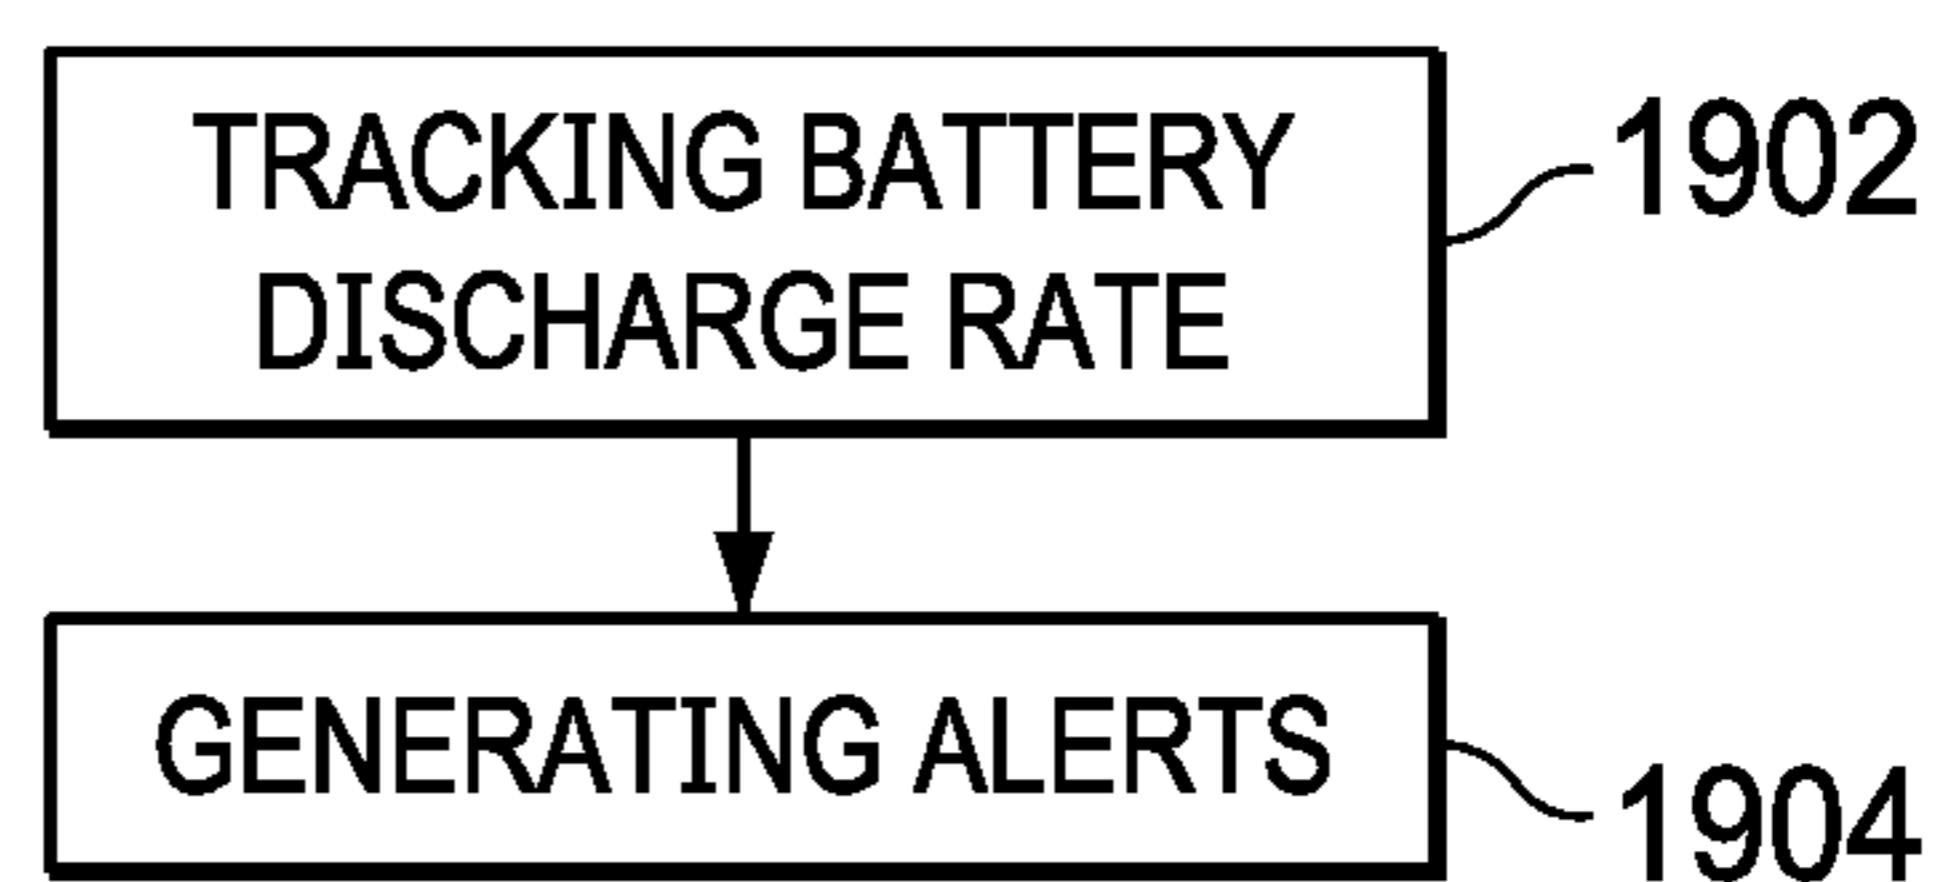 TRACKING BATTERY
DISCHARGE RATE
1902
GENERATING ALERTS
1904